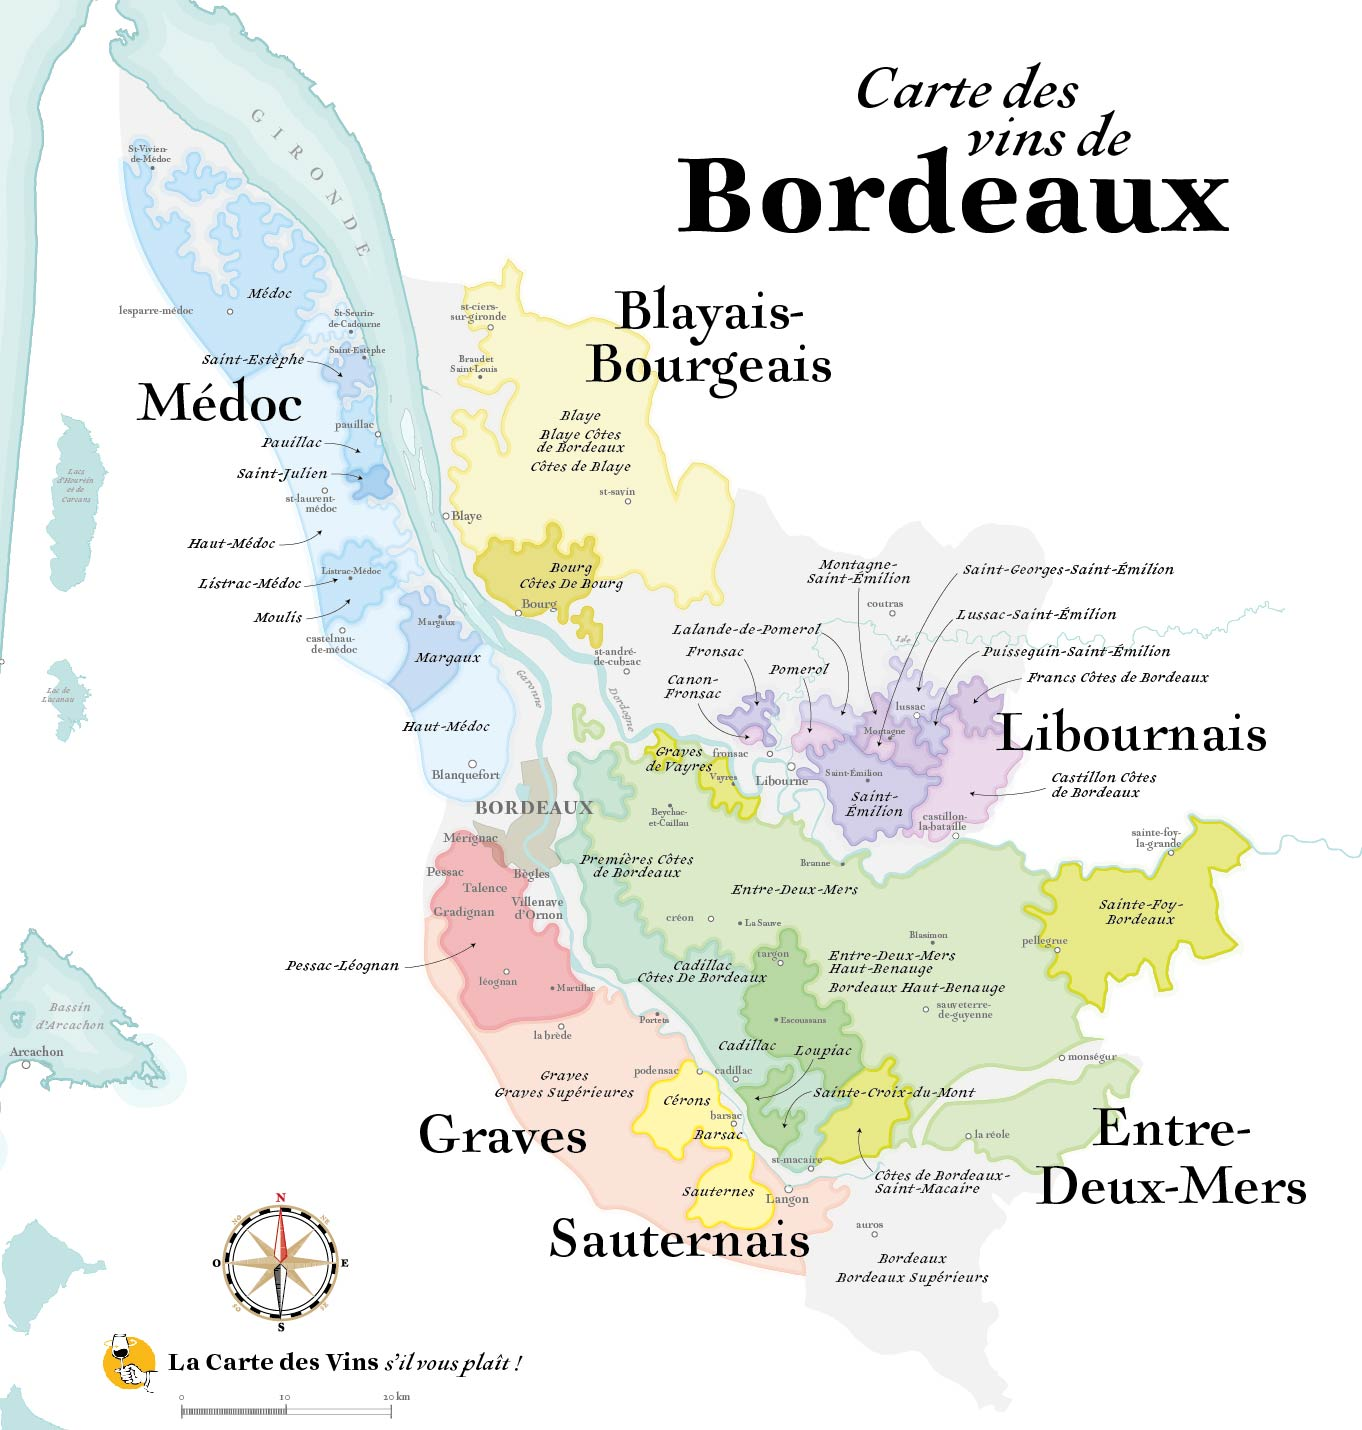 Carte des
vins de
Bordeaux
GIRONDE
St-Vivien-
de-Médoc
Médoc
lesparre-médoc
St-Seurin-
de-Cadourne
Saint-Estèphe
Saint-Estèphe
Médoc
pauillac
Pauillac
Saint-Julien
st-laurent-
médoc
Haut-Médoc
Listrac-Médoc
Listrac-Médoc
Moulis
castelnau-
de-médoc
Margaux
Margaux
Haut-Médoc
Blanquefort
Lacs
d'Hourtin
et de
Carcans
Lac de
Lacanau
Blayais-
Bourgeais
st-ciers-
sur-gironde
Braudet
Saint-Louis
Blaye
Blaye Côtes
de Bordeaux
Côtes de Blaye
st-savin
Blaye
Bourg
Côtes De Bourg
Bourg
st-andré-
de-cubzac
Garonne
Dordogne
Montagne-
Saint-Émilion
Saint-Georges-Saint-Émilion
coutras
Lussac-Saint-Émilion
Lalande-de-Pomerol
Isle
Fronsac
Puisseguin-Saint-Émilion
Pomerol
Francs Côtes de Bordeaux
Canon-
Fronsac
lussac
Montagne
Libournais
fronsac
Libourne
Saint-Émilion
Saint-
Émilion
Castillon Côtes
de Bordeaux
castillon-
la-bataille
Graves
de Vayres
Vayres
BORDEAUX
Mérignac
Pessac
Bègles
Talence
Villenave
d'Ornon
Gradignan
Pessac-Léognan
léognan
Martillac
la brède
Beychac-
et-Caillau
Premières Côtes
de Bordeaux
Branne
Entre-Deux-Mers
sainte-foy-
la-grande
Sainte-Foy-
Bordeaux
créon
La Sauve
Blasimon
pellegrue
targon
Entre-Deux-Mers
Haut-Benauge
Bordeaux Haut-Benauge
Cadillac
Côtes De Bordeaux
sauveterre-
de-guyenne
Portets
Escoussans
Cadillac
Loupiac
monségur
podensac
cadillac
Sainte-Croix-du-Mont
Graves
Graves Supérieures
Cérons
barsac
Barsac
Graves
st-macaire
la réole
Entre-
Deux-Mers
Côtes de Bordeaux-
Saint-Macaire
Sauternes
Langon
Sauternais
auros
Bordeaux
Bordeaux Supérieurs
Bassin
d'Arcachon
Arcachon
N
NO
NE
O
E
SO
SE
S
La Carte des Vins s'il vous plaît !
0 10 20 km